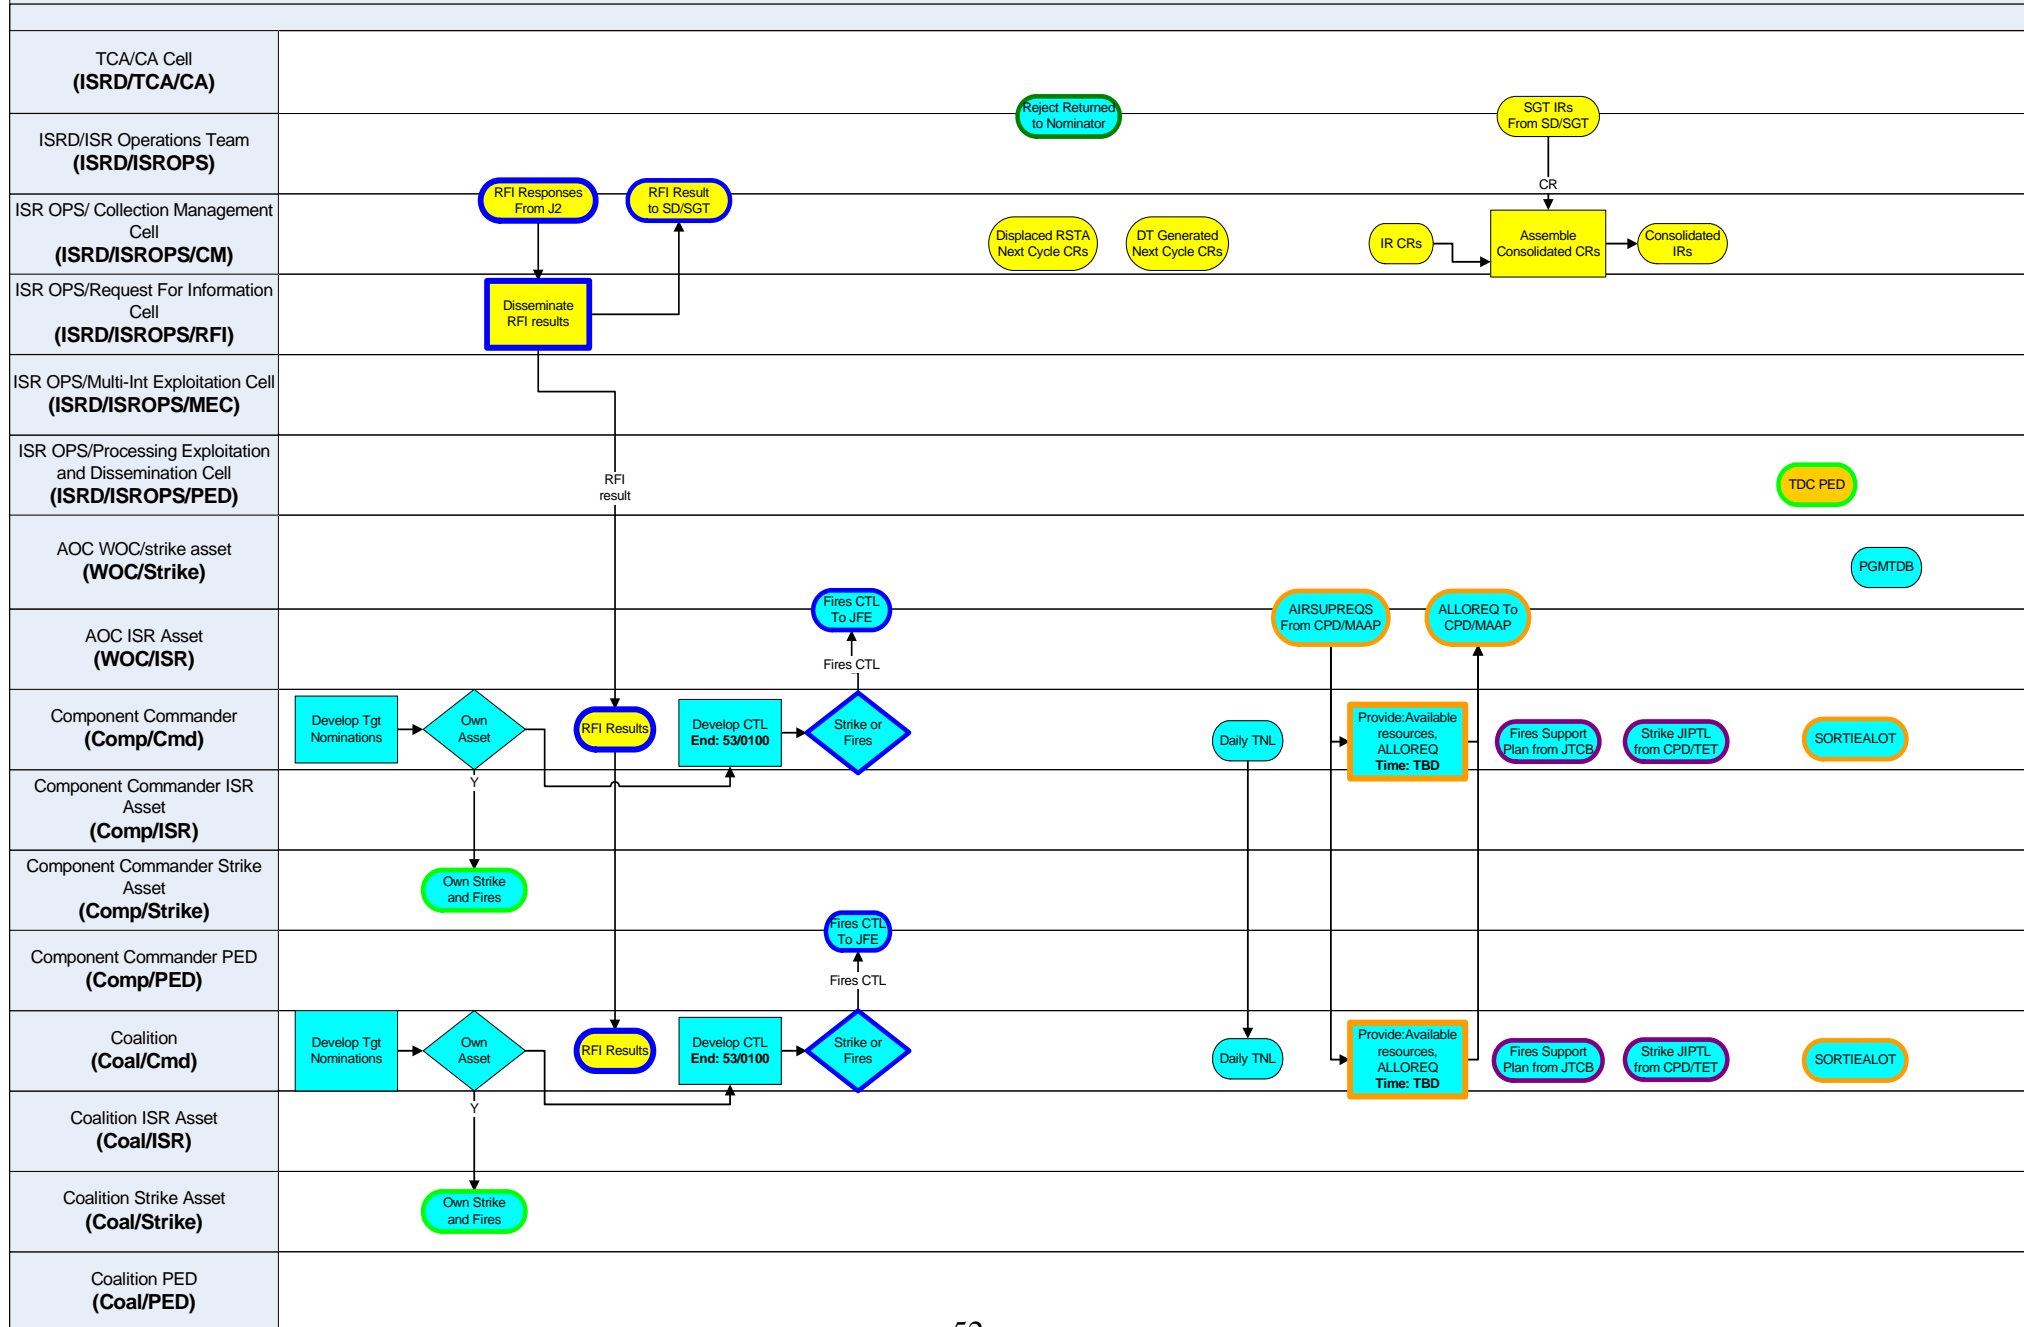 TCA/CA Cell
(ISRD/TCA/CA)
Reject Returned
to Nominator
SGT IRs
From SD/SGT
ISRD/ISR Operations Team
(ISRD/ISROPS)
CR
RFI Responses
From J2
RFI Result
to SD/SGT
ISR OPS/ Collection Management
Cell
(ISRD/ISROPS/CM)
Displaced RSTA
Next Cycle CRs
DT Generated
Next Cycle CRs
IR CRs
Assemble
Consolidated CRs
Consolidated
IRs
ISR OPS/Request For Information
Cell
(ISRD/ISROPS/RFI)
Disseminate
RFI results
ISR OPS/Multi-Int Exploitation Cell
(ISRD/ISROPS/MEC)
ISR OPS/Processing Exploitation
and Dissemination Cell
(ISRD/ISROPS/PED)
RFI
result
TDC PED
AOC WOC/strike asset
(WOC/Strike)
PGMTDB
Fires CTL
To JFE
AIRSUPREQS
From CPD/MAAP
ALLOREQ To
CPD/MAAP
AOC ISR Asset
(WOC/ISR)
Fires CTL
Component Commander
(Comp/Cmd)
Develop Tgt
Nominations
Own
Asset
RFI Results
Develop CTL
End: 53/0100
Strike or
Fires
Daily TNL
Provide:Available
resources,
ALLOREQ
Time: TBD
Fires Support
Plan from JTCB
Strike JIPTL
from CPD/TET
SORTIEALOT
Y
Component Commander ISR
Asset
(Comp/ISR)
Component Commander Strike
Asset
(Comp/Strike)
Own Strike
and Fires
Fires CTL
To JFE
Component Commander PED
(Comp/PED)
Fires CTL
Coalition
(Coal/Cmd)
Develop Tgt
Nominations
Own
Asset
RFI Results
Develop CTL
End: 53/0100
Strike or
Fires
Daily TNL
Provide:Available
resources,
ALLOREQ
Time: TBD
Fires Support
Plan from JTCB
Strike JIPTL
from CPD/TET
SORTIEALOT
Y
Coalition ISR Asset
(Coal/ISR)
Coalition Strike Asset
(Coal/Strike)
Own Strike
and Fires
Coalition PED
(Coal/PED)